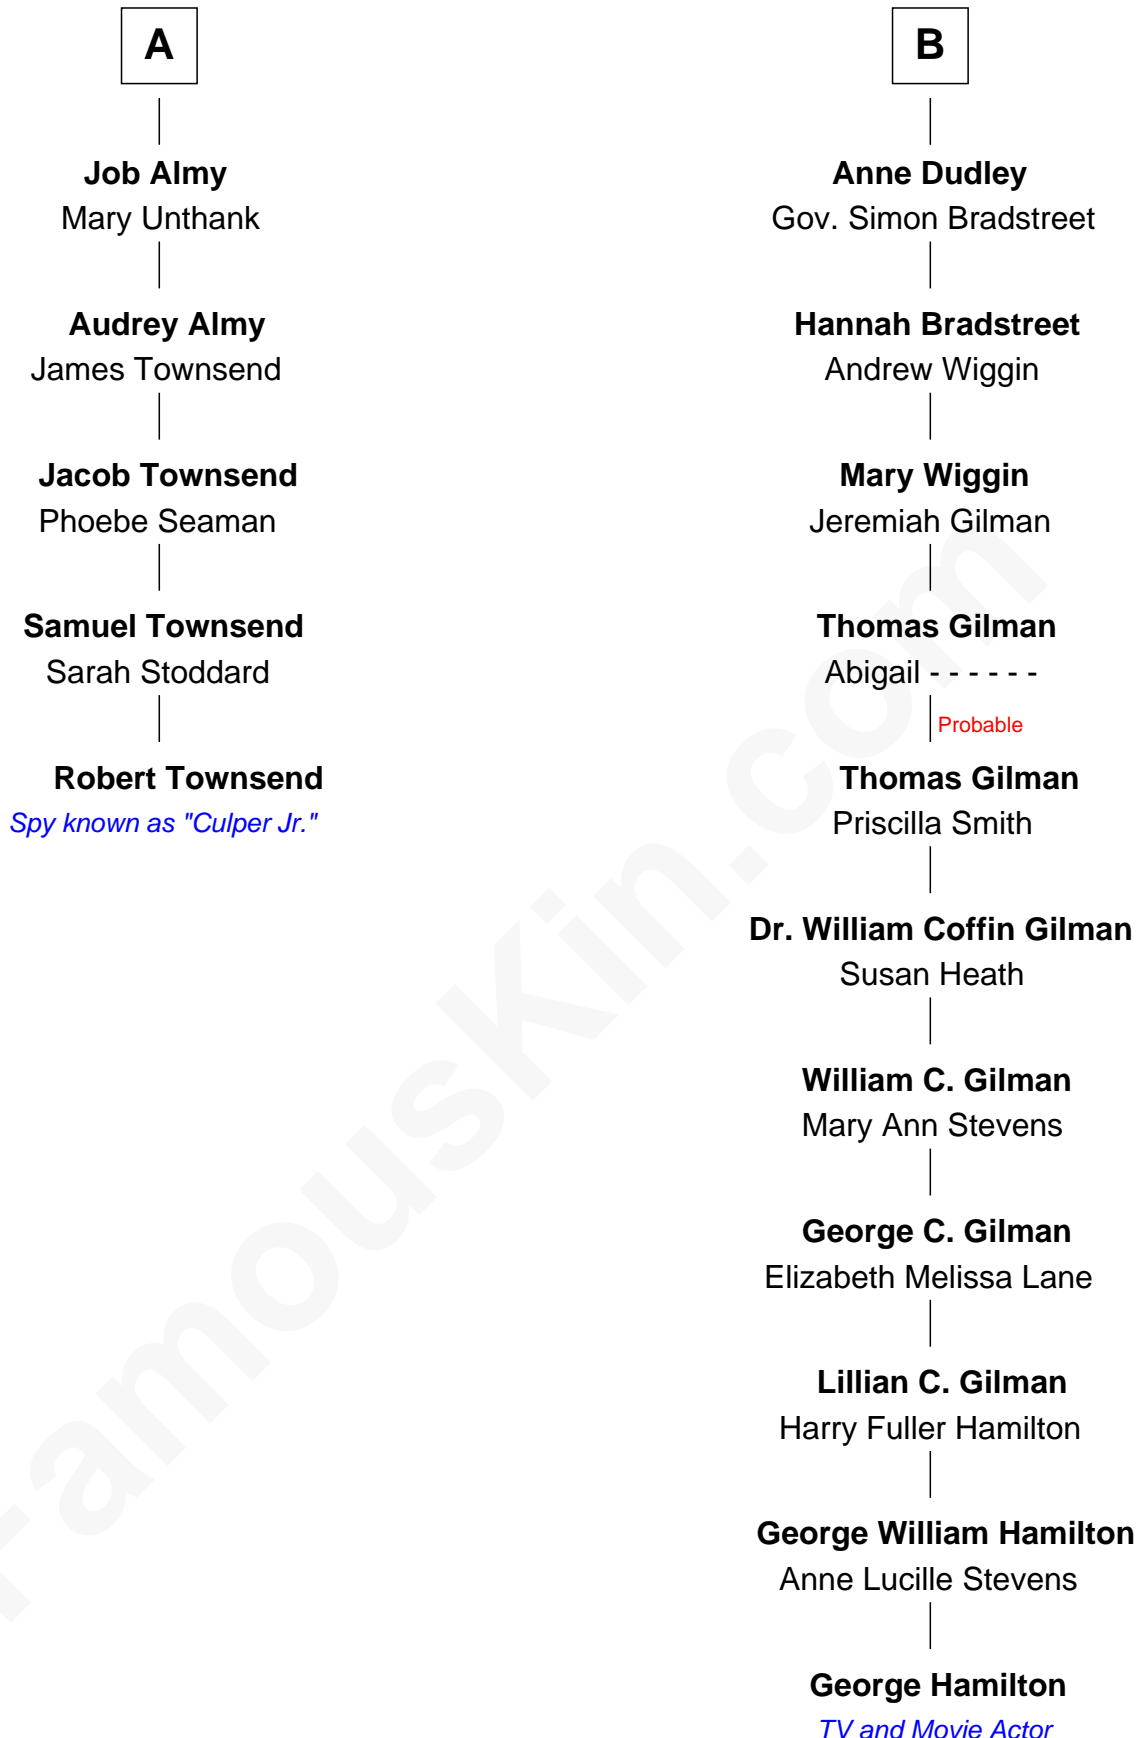 A
Job Almy
Mary Unthank
Audrey Almy
James Townsend
Jacob Townsend
Phoebe Seaman
Samuel Townsend
Sarah Stoddard
Robert Townsend
Spy known as "Culper Jr."
B
Anne Dudley
Gov. Simon Bradstreet
Hannah Bradstreet
Andrew Wiggin
Mary Wiggin
Jeremiah Gilman
Thomas Gilman
Abigail - - - - - -
Probable
Thomas Gilman
Priscilla Smith
Dr. William Coffin Gilman
Susan Heath
William C. Gilman
Mary Ann Stevens
George C. Gilman
Elizabeth Melissa Lane
Lillian C. Gilman
Harry Fuller Hamilton
George William Hamilton
Anne Lucille Stevens
George Hamilton
TV and Movie Actor
FamousKin.com